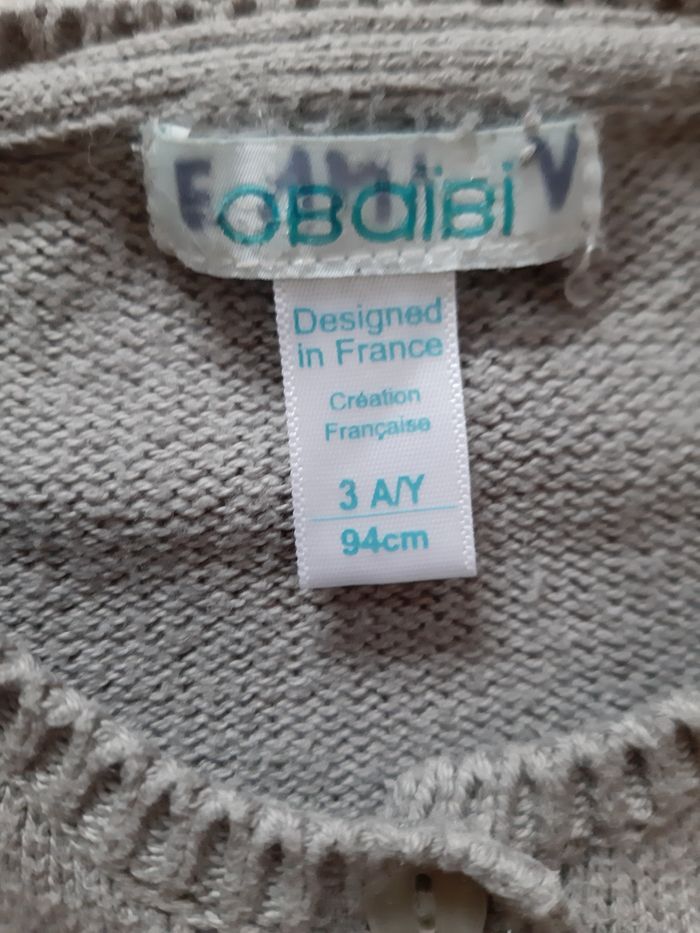 OBAÏBI
Designed
in France
Création
Française
3 A/Y
94cm